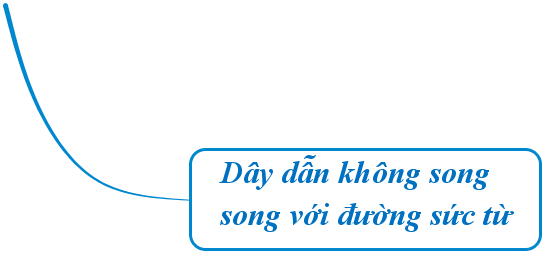 Dây dẫn không song
song với đường sức từ